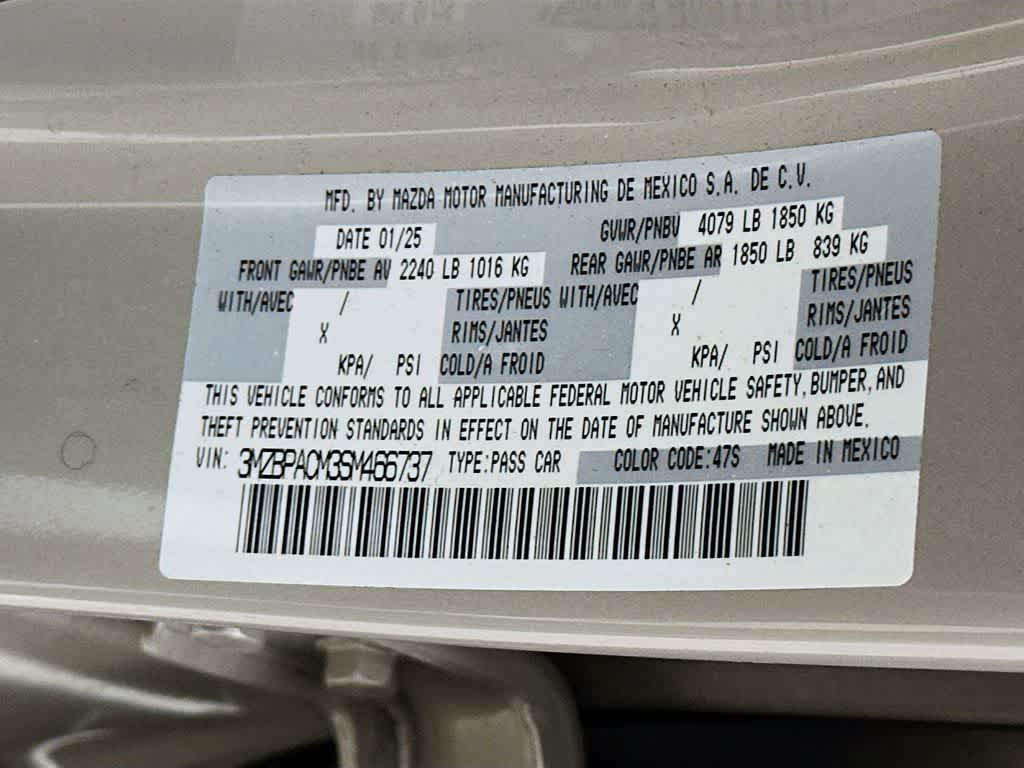 MFD. BY MAZDA MOTOR MANUFACTURING DE MEXICO S.A. DE C.V.
DATE 01/25 GVWR/PNBV 4079 LB 1850 KG
FRONT GAWR/PNBE AV 2240 LB 1016 KG REAR GAWR/PNBE AR 1850 LB 839 KG
WITH/AVEC / TIRES/PNEUS WITH/AVEC / TIRES/PNEUS
X RIMS/JANTES X RIMS/JANTES
KPA/ PSI COLD/A FROID KPA/ PSI COLD/A FROID
THIS VEHICLE CONFORMS TO ALL APPLICABLE FEDERAL MOTOR VEHICLE SAFETY, BUMPER, AND
THEFT PREVENTION STANDARDS IN EFFECT ON THE DATE OF MANUFACTURE SHOWN ABOVE.
VIN: 3MZBPAOM3SM466737 TYPE:PASS CAR COLOR CODE:47S MADE IN MEXICO